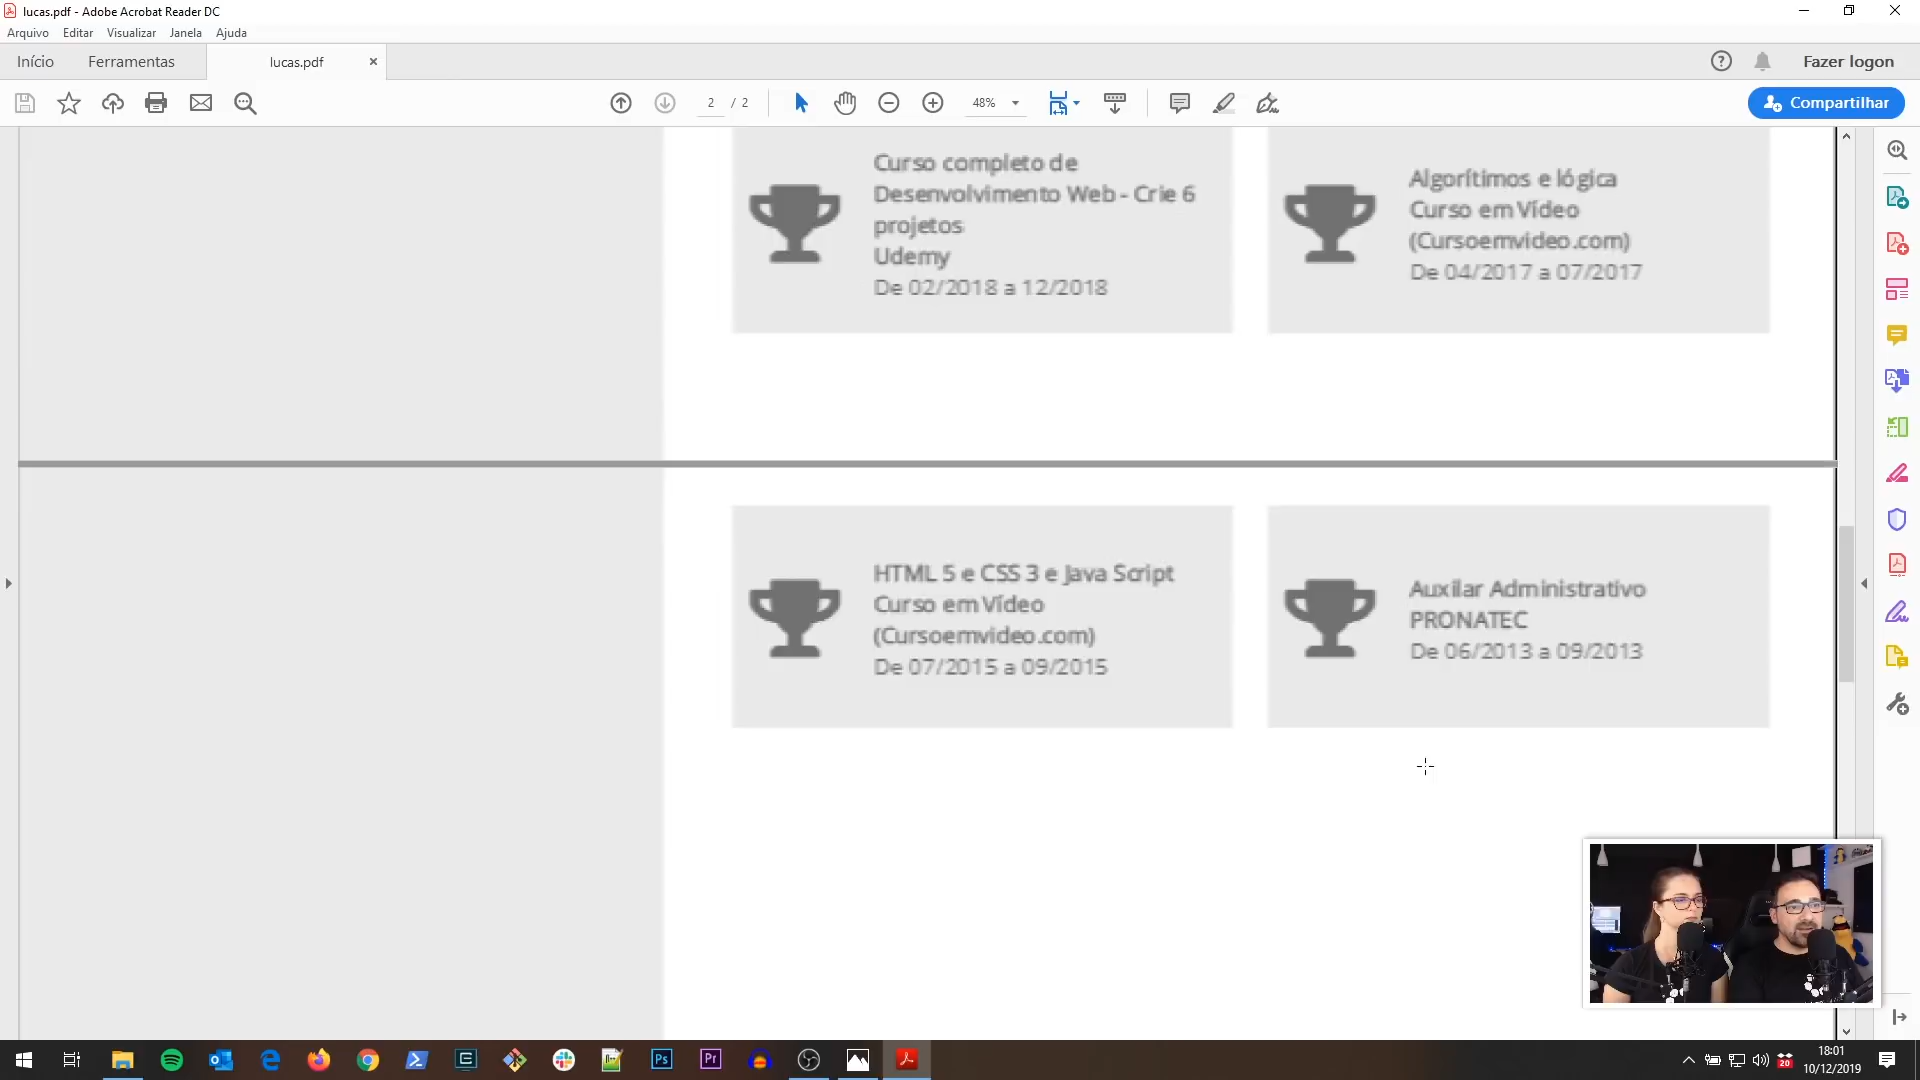 lucas.pdf - Adobe Acrobat Reader DC
Arquivo Editar Visualizar Janela Ajuda
Início Ferramentas lucas.pdf Fazer logon
2 / 2 48% Compartilhar
Curso completo de
Desenvolvimento Web - Crie 6
projetos
Udemy
De 02/2018 a 12/2018
Algorítimos e lógica
Curso em Vídeo
(Cursoemvideo.com)
De 04/2017 a 07/2017
HTML 5 e CSS 3 e Java Script
Curso em Vídeo
(Cursoemvideo.com)
De 07/2015 a 09/2015
Auxilar Administrativo
PRONATEC
De 06/2013 a 09/2013
Ps Pr
20
18:01
10/12/2019